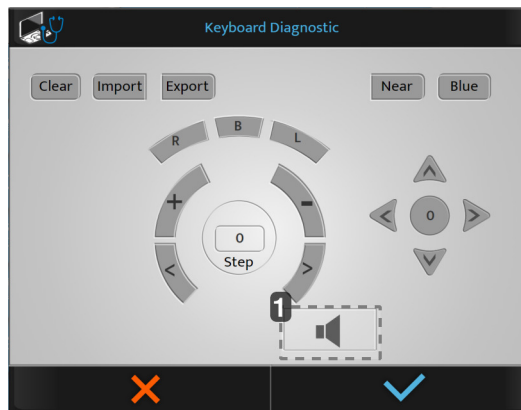 Keyboard Diagnostic
Clear Import Export Near Blue
R B L
+ -
0
Step
0
< >
1